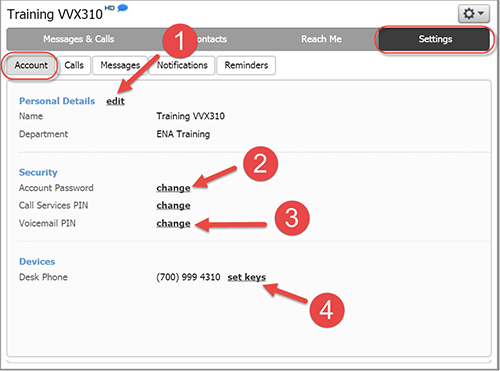 Training VVX310 HD
Messages & Calls ontacts Reach Me Settings
Account Calls Messages Notifications Reminders
1
Personal Details edit
Name Training VVX310
Department ENA Training
Security
2
Account Password change
Call Services PIN change
Voicemail PIN change
3
Devices
Desk Phone (700) 999 4310 set keys
4